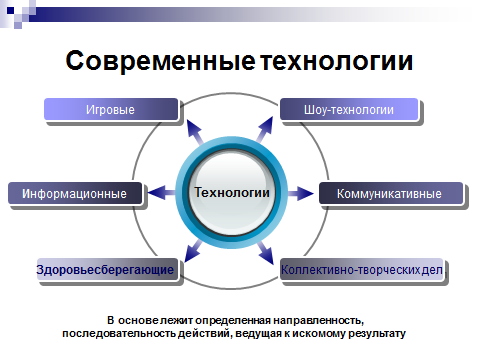 Современные технологии
Игровые
Шоу-технологии
Информационные
Технологии
Коммуникативные
Здоровьесберегающие
Коллективно-творческих дел
В основе лежит определенная направленность,
последовательность действий, ведущая к искомому результату